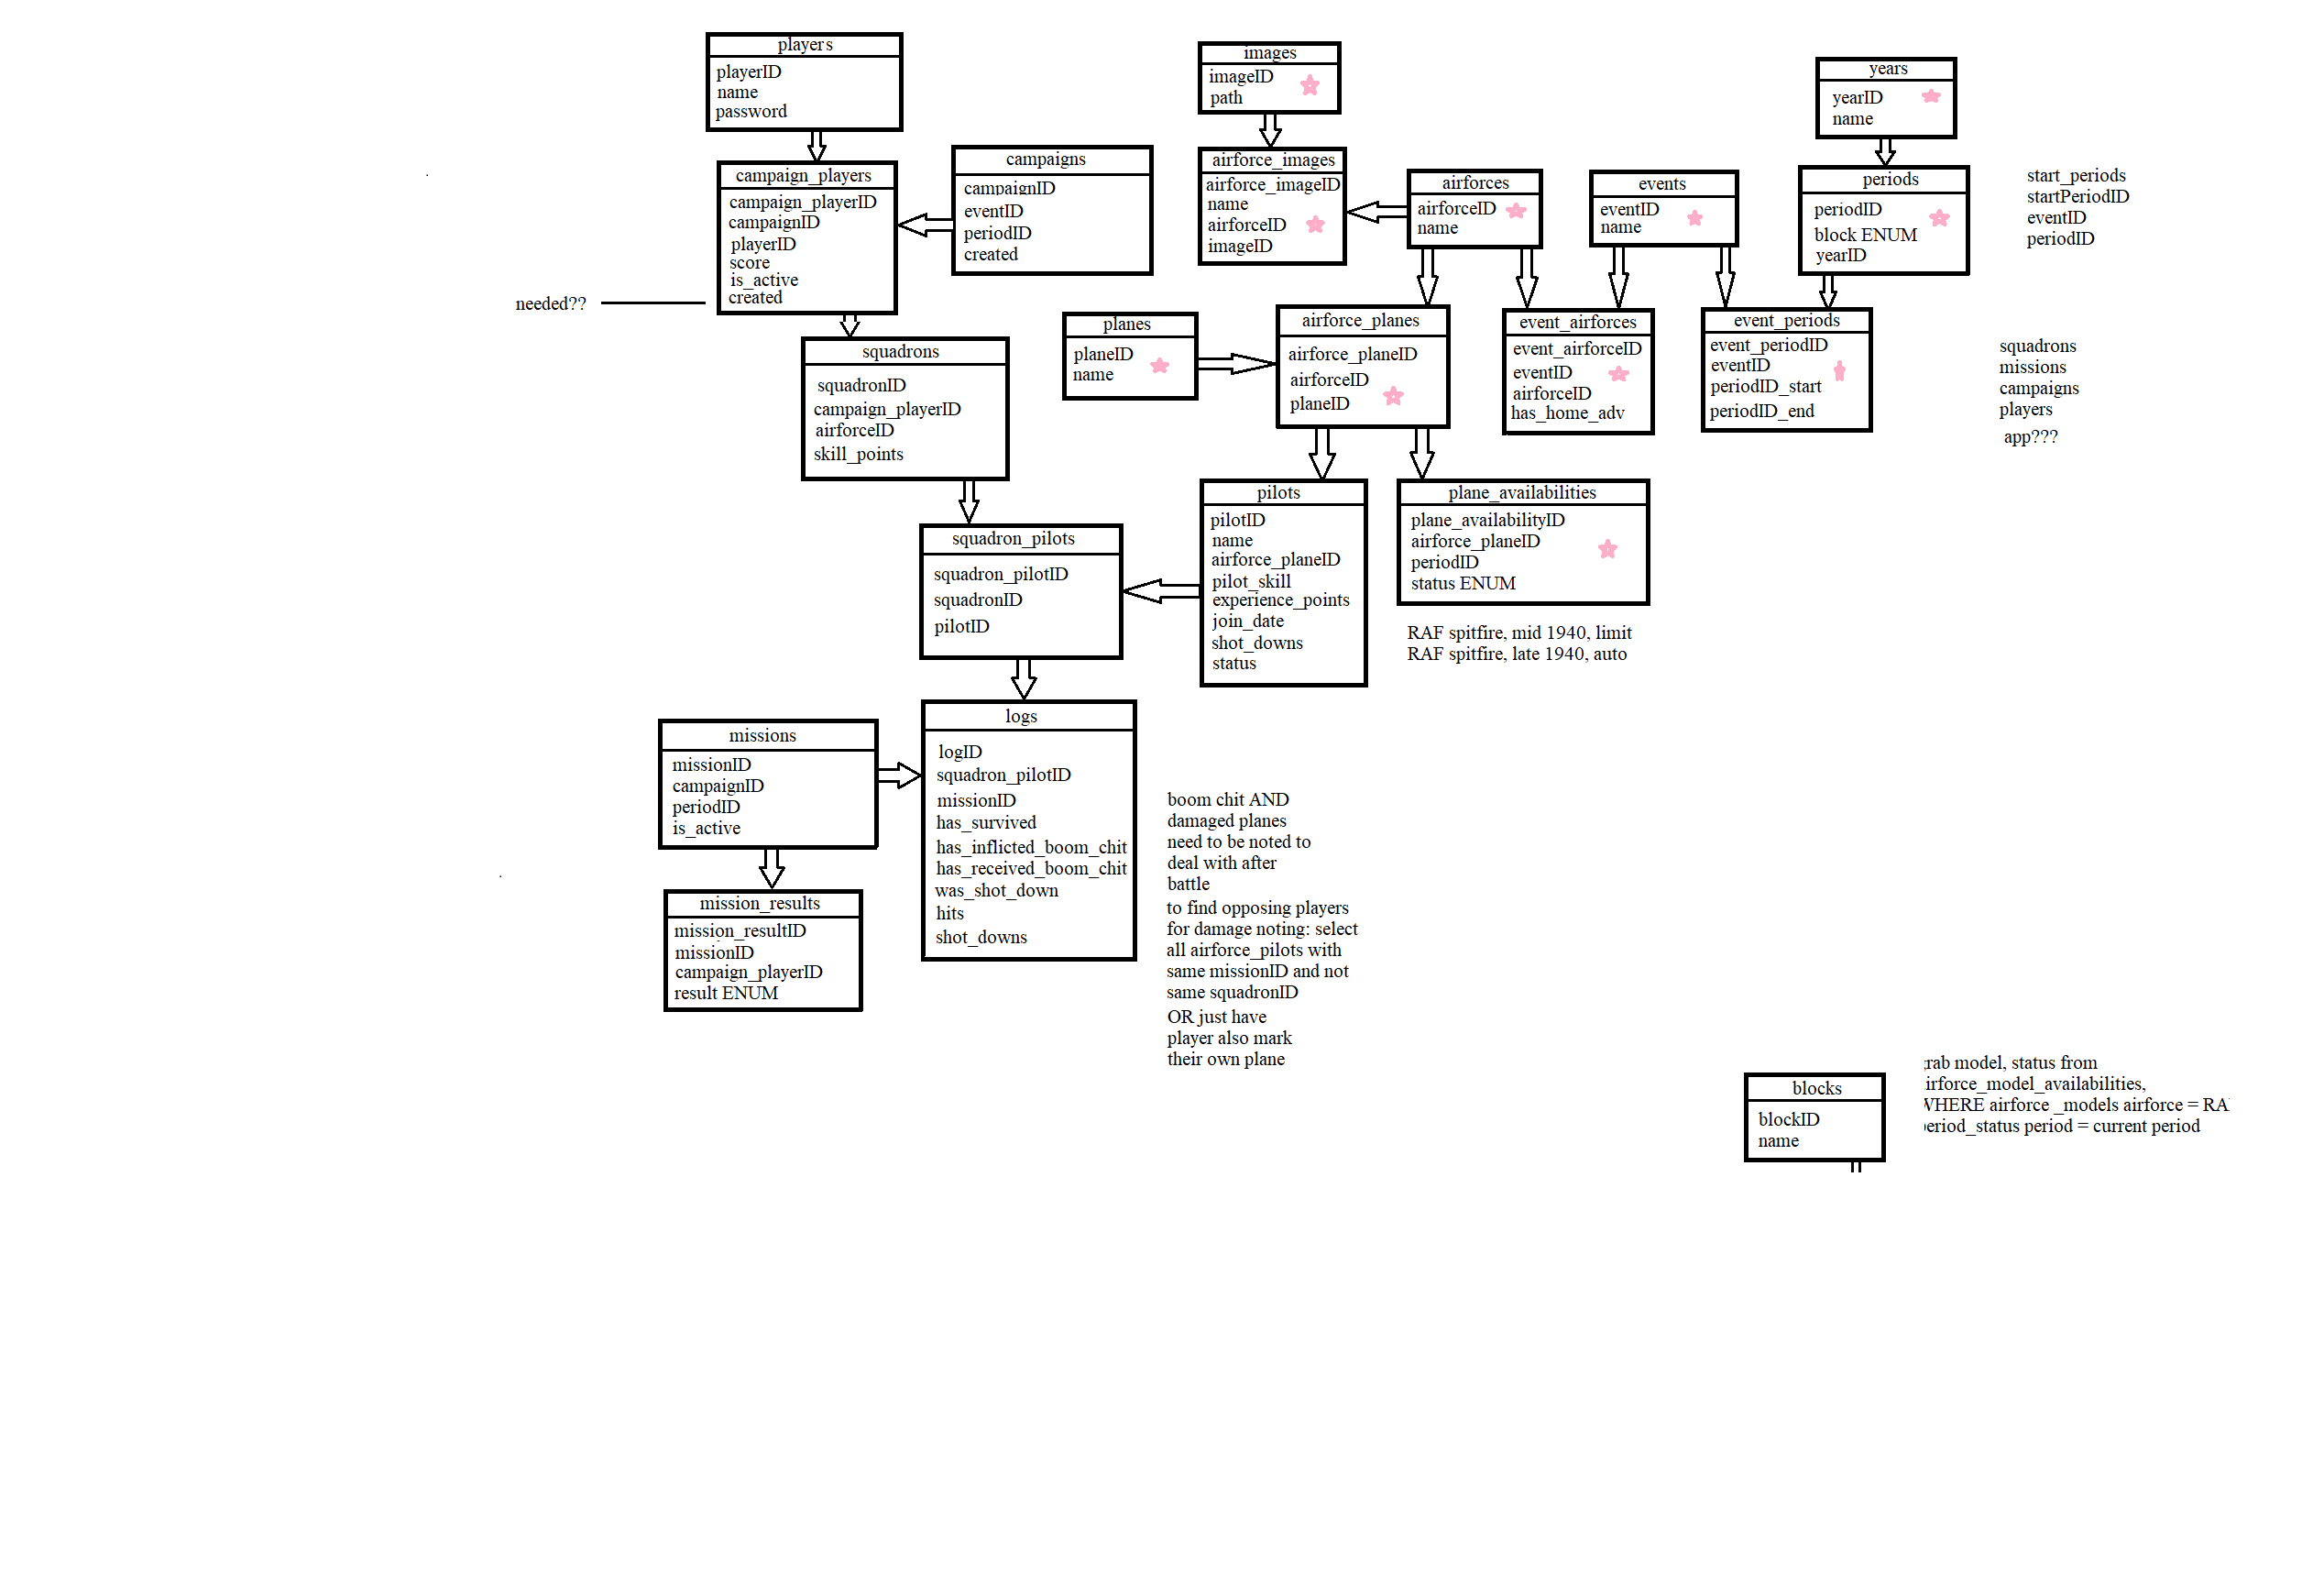 players
playerID
name
password
images
imageID
path
years
yearID
name
campaign_players
campaign_playerID
campaignID
playerID
score
is_active
created
needed??
campaigns
campaignID
eventID
periodID
created
airforce_images
airforce_imageID
name
airforceID
imageID
airforces
airforceID
name
events
eventID
name
periods
periodID
block ENUM
yearID
start_periods
startPeriodID
eventID
periodID
squadrons
squadronID
campaign_playerID
airforceID
skill_points
planes
planeID
name
airforce_planes
airforce_planeID
airforceID
planeID
event_airforces
event_airforceID
eventID
airforceID
has_home_adv
event_periods
event_periodID
eventID
periodID_start
periodID_end
squadrons
missions
campaigns
players
app???
squadron_pilots
squadron_pilotID
squadronID
pilotID
pilots
pilotID
name
airforce_planeID
pilot_skill
experience_points
join_date
shot_downs
status
plane_availabilities
plane_availabilityID
airforce_planeID
periodID
status ENUM
RAF spitfire, mid 1940, limit
RAF spitfire, late 1940, auto
missions
missionID
campaignID
periodID
is_active
logs
logID
squadron_pilotID
missionID
has_survived
has_inflicted_boom_chit
has_received_boom_chit
was_shot_down
hits
shot_downs
boom chit AND
damaged planes
need to be noted to
deal with after
battle
to find opposing players
for damage noting: select
all airforce_pilots with
same missionID and not
same squadronID
OR just have
player also mark
their own plane
mission_results
mission_resultID
missionID
campaign_playerID
result ENUM
blocks
blockID
name
model, status from
irforce_model_availabilities,
WHERE airforce _models airforce = RA
eriod_status period = current period